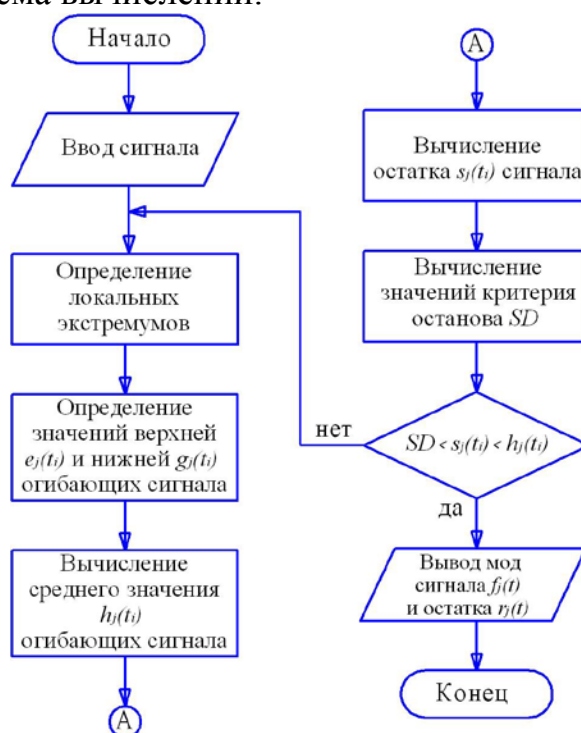 ема вычислений.
Начало
Ввод сигнала
Определение
локальных
экстремумов
Определение
значений верхней
eⱼ(tᵢ) и нижней gⱼ(tᵢ)
огибающих сигнала
Вычисление
среднего значения
hⱼ(tᵢ)
огибающих сигнала
А
А
Вычисление
остатка sⱼ(tᵢ) сигнала
Вычисление
значений критерия
останова SD
SD < sⱼ(tᵢ) < hⱼ(tᵢ)
нет
да
Вывод мод
сигнала fⱼ(t)
и остатка rⱼ(t)
Конец